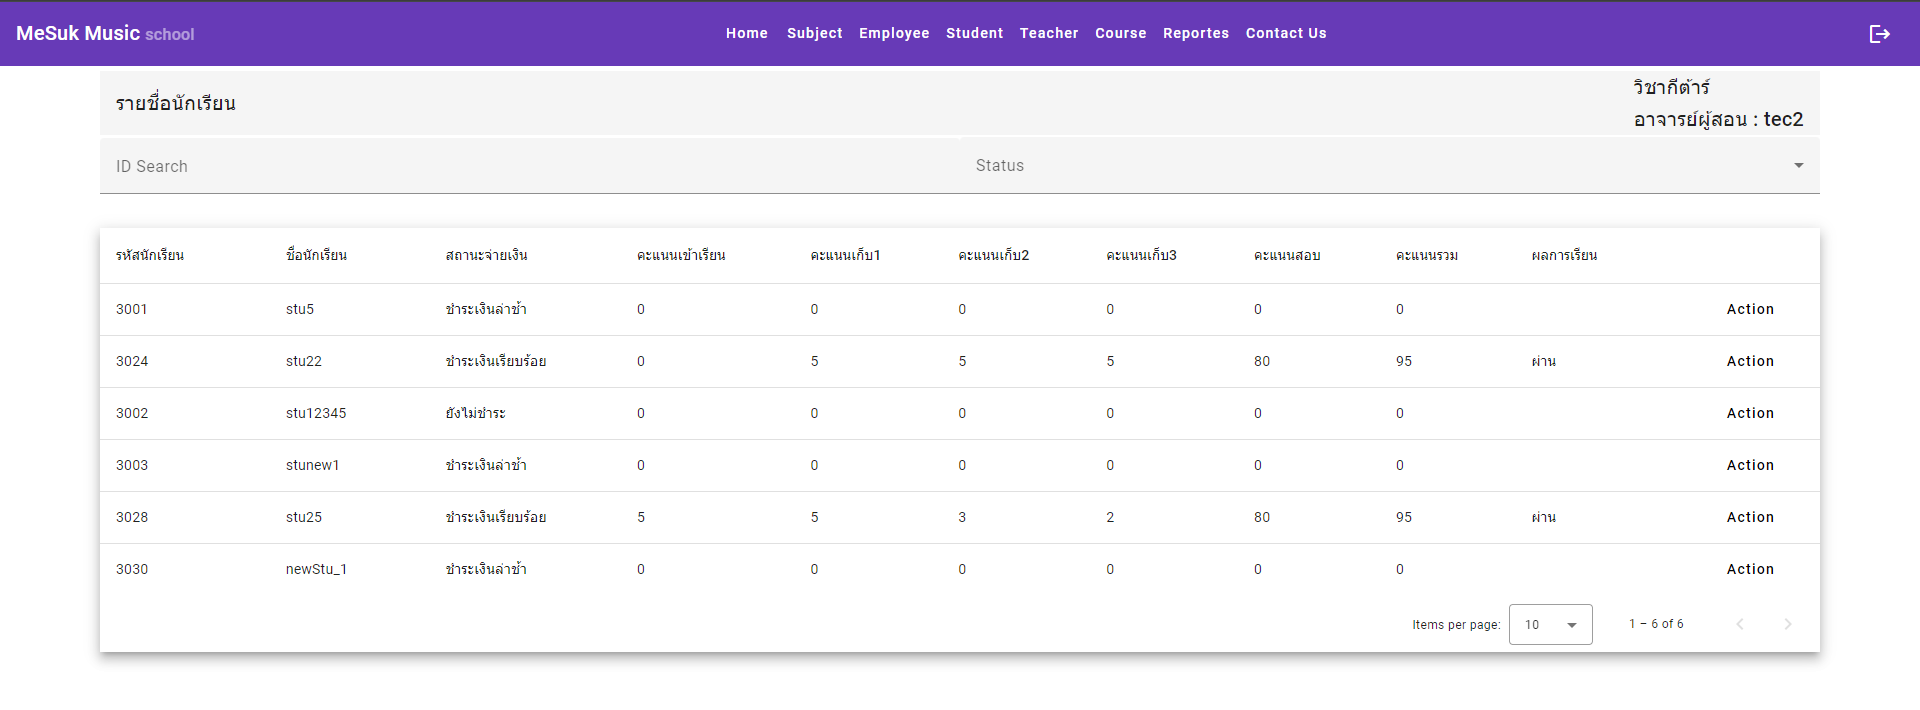 MeSuk Music school Home Subject Employee Student Teacher Course Reportes Contact Us
รายชื่อนักเรียน
วิชากีต้าร์
อาจารย์ผู้สอน : tec2
ID Search Status
รหัสนักเรียน ชื่อนักเรียน สถานะจ่ายเงิน คะแนนเข้าเรียน คะแนนเก็บ1 คะแนนเก็บ2 คะแนนเก็บ3 คะแนนสอบ คะแนนรวม ผลการเรียน
3001 stu5 ชำระเงินล่าช้า 0 0 0 0 0 0 Action
3024 stu22 ชำระเงินเรียบร้อย 0 5 5 5 80 95 ผ่าน Action
3002 stu12345 ยังไม่ชำระ 0 0 0 0 0 0 Action
3003 stunew1 ชำระเงินล่าช้า 0 0 0 0 0 0 Action
3028 stu25 ชำระเงินเรียบร้อย 5 5 3 2 80 95 ผ่าน Action
3030 newStu_1 ชำระเงินล่าช้า 0 0 0 0 0 0 Action
Items per page: 10 1 – 6 of 6